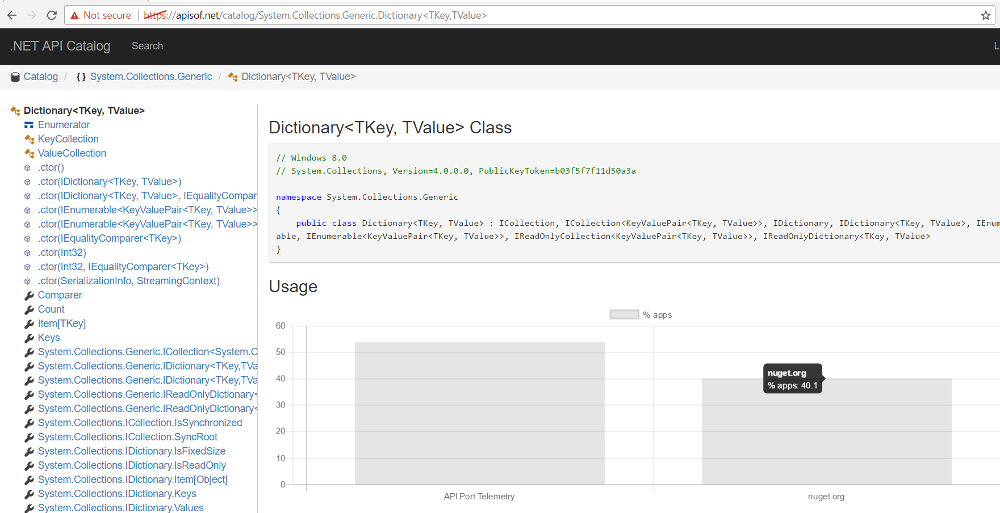 Not secure https://apisof.net/catalog/System.Collections.Generic.Dictionary<TKey,TValue>
.NET API Catalog Search L
Catalog / {} System.Collections.Generic / Dictionary<TKey, TValue>
Dictionary<TKey, TValue>
Enumerator
KeyCollection
ValueCollection
.ctor()
.ctor(IDictionary<TKey, TValue>)
.ctor(IDictionary<TKey, TValue>, IEqualityCompar
.ctor(IEnumerable<KeyValuePair<TKey, TValue>>
.ctor(IEnumerable<KeyValuePair<TKey, TValue>>
.ctor(IEqualityComparer<TKey>)
.ctor(Int32)
.ctor(Int32, IEqualityComparer<TKey>)
.ctor(SerializationInfo, StreamingContext)
Comparer
Count
Item[TKey]
Keys
System.Collections.Generic.ICollection<System.C
System.Collections.Generic.IDictionary<TKey,TVa
System.Collections.Generic.IDictionary<TKey,TVa
System.Collections.Generic.IReadOnlyDictionary<
System.Collections.Generic.IReadOnlyDictionary<
System.Collections.ICollection.IsSynchronized
System.Collections.ICollection.SyncRoot
System.Collections.IDictionary.IsFixedSize
System.Collections.IDictionary.IsReadOnly
System.Collections.IDictionary.Item[Object]
System.Collections.IDictionary.Keys
System.Collections.IDictionary.Values
Dictionary<TKey, TValue> Class
// Windows 8.0
// System.Collections, Version=4.0.0.0, PublicKeyToken=b03f5f7f11d50a3a
namespace System.Collections.Generic
{
public class Dictionary<TKey, TValue> : ICollection, ICollection<KeyValuePair<TKey, TValue>>, IDictionary, IDictionary<TKey, TValue>, IEnum
able, IEnumerable<KeyValuePair<TKey, TValue>>, IReadOnlyCollection<KeyValuePair<TKey, TValue>>, IReadOnlyDictionary<TKey, TValue>
}
Usage
% apps
60
50
40
30
20
10
0
nuget.org
% apps: 40.1
API Port Telemetry
nuget.org